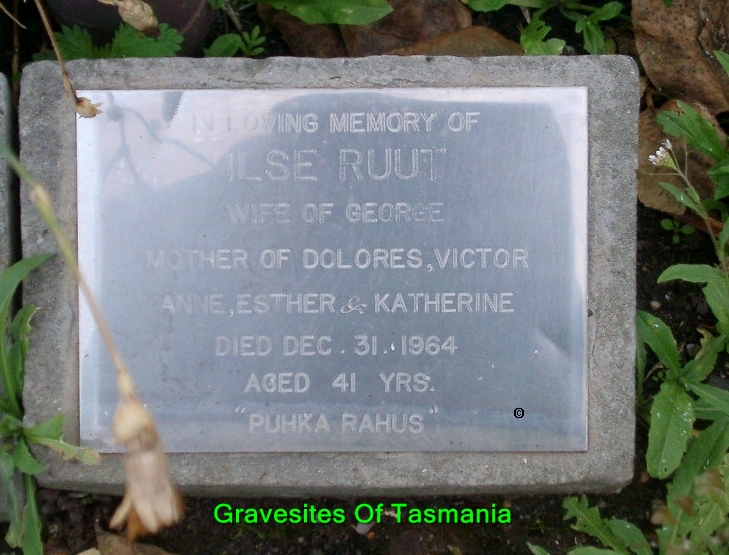 IN LOVING MEMORY OF
ILSE RUUT
WIFE OF GEORGE
MOTHER OF DOLORES, VICTOR
ANNE, ESTHER & KATHERINE
DIED DEC. 31. 1964
AGED 41 YRS.
"PUHKA RAHUS"
©
Gravesites Of Tasmania